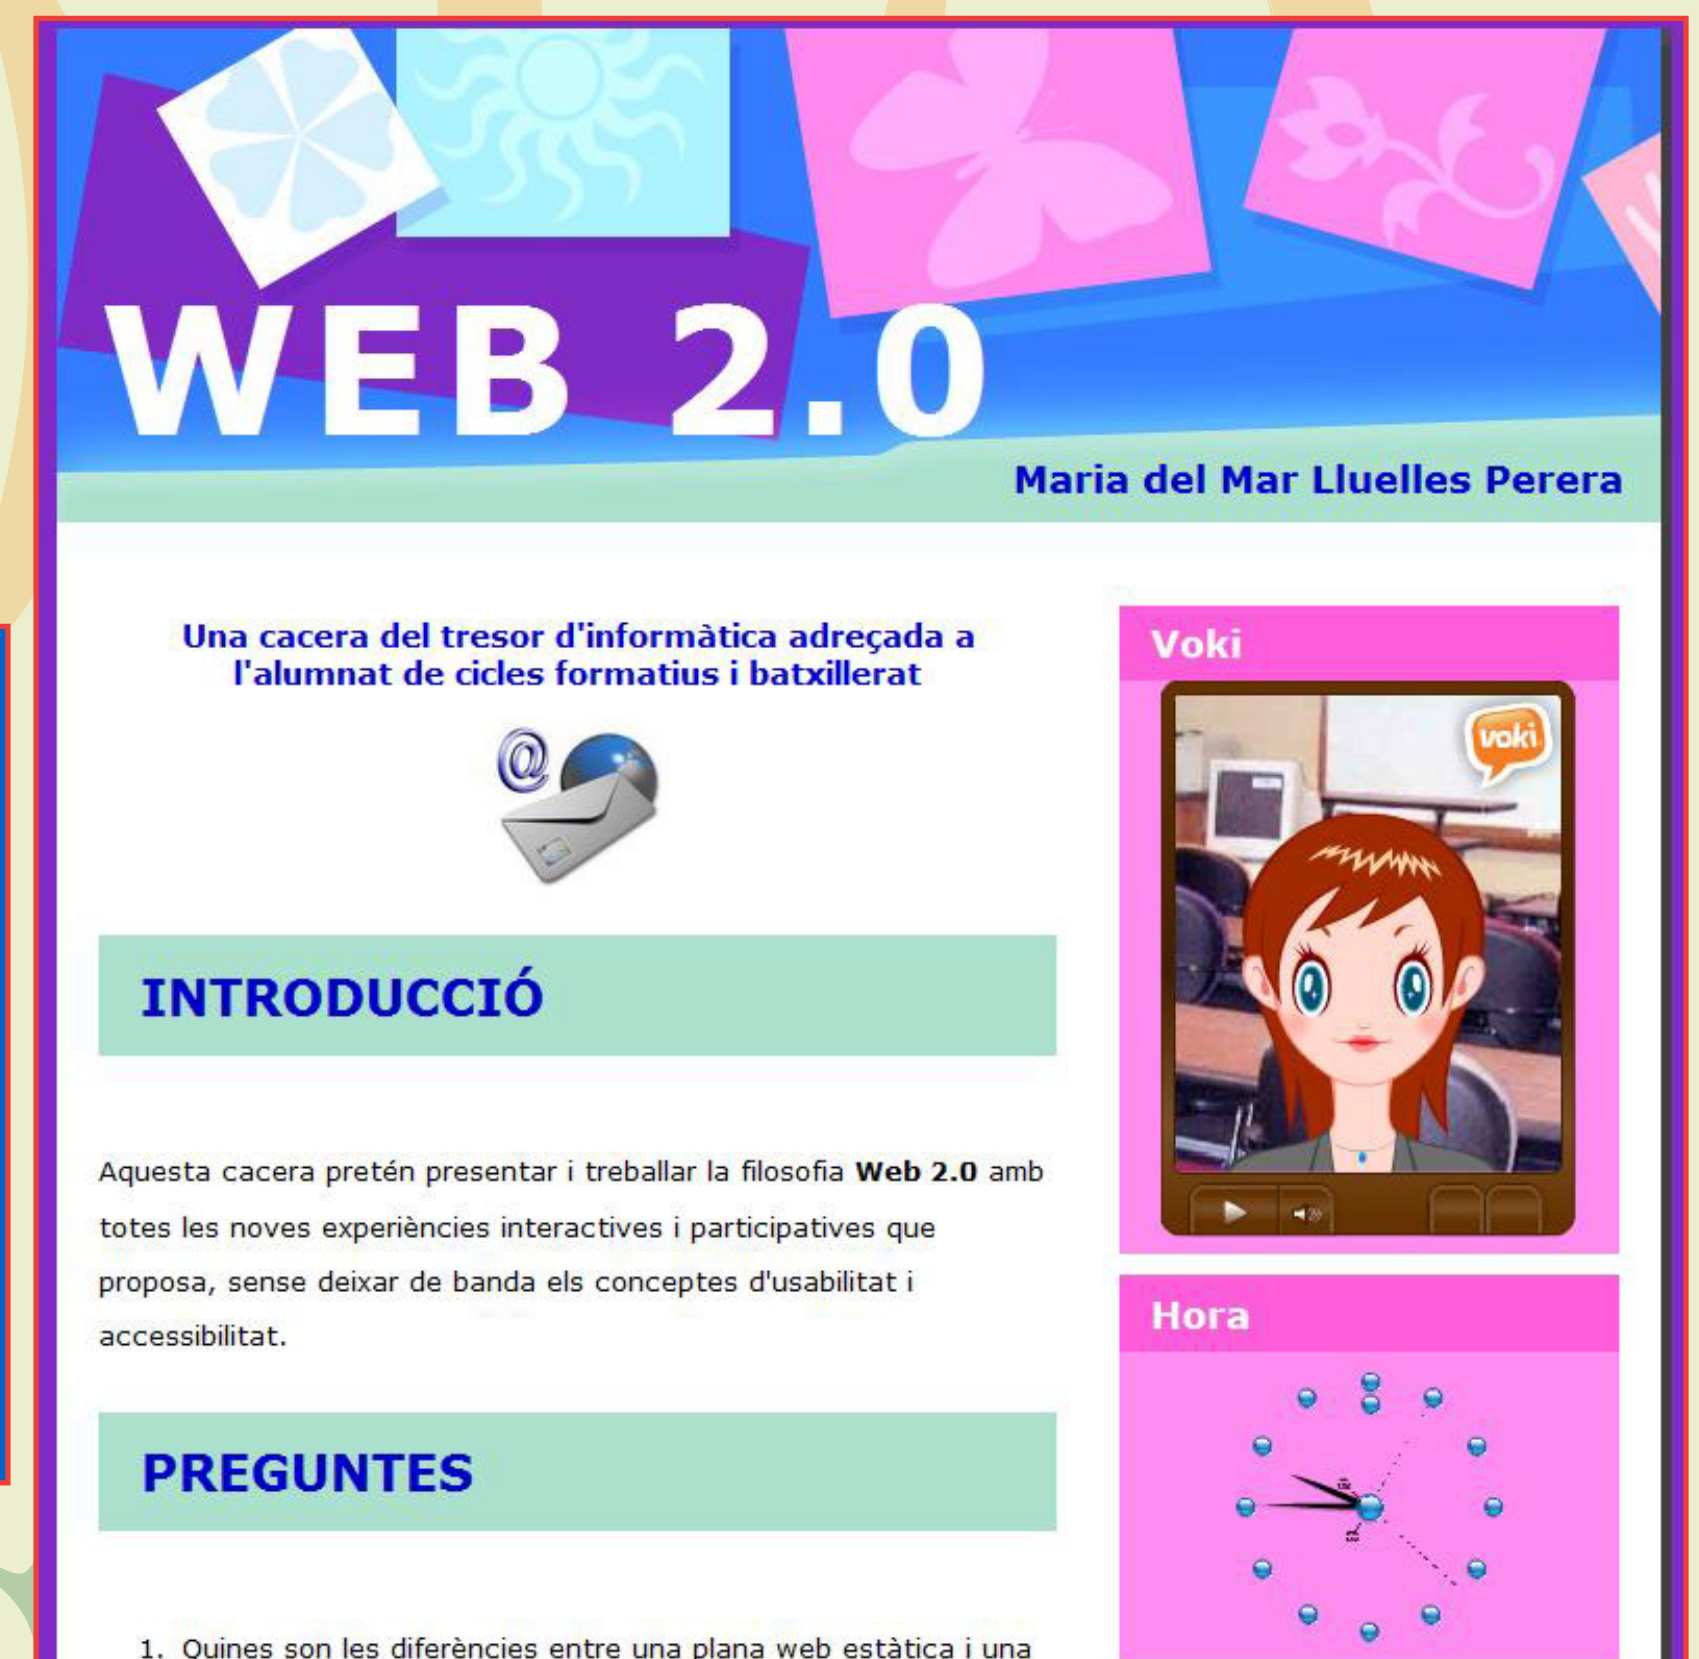 WEB 2.0
Maria del Mar Lluelles Perera
Una cacera del tresor d'informàtica adreçada a
l'alumnat de cicles formatius i batxillerat
@
INTRODUCCIÓ
Aquesta cacera pretén presentar i treballar la filosofia Web 2.0 amb
totes les noves experiències interactives i participatives que
proposa, sense deixar de banda els conceptes d'usabilitat i
accessibilitat.
PREGUNTES
1. Quines son les diferències entre una plana web estàtica i una
Voki
voki
Hora